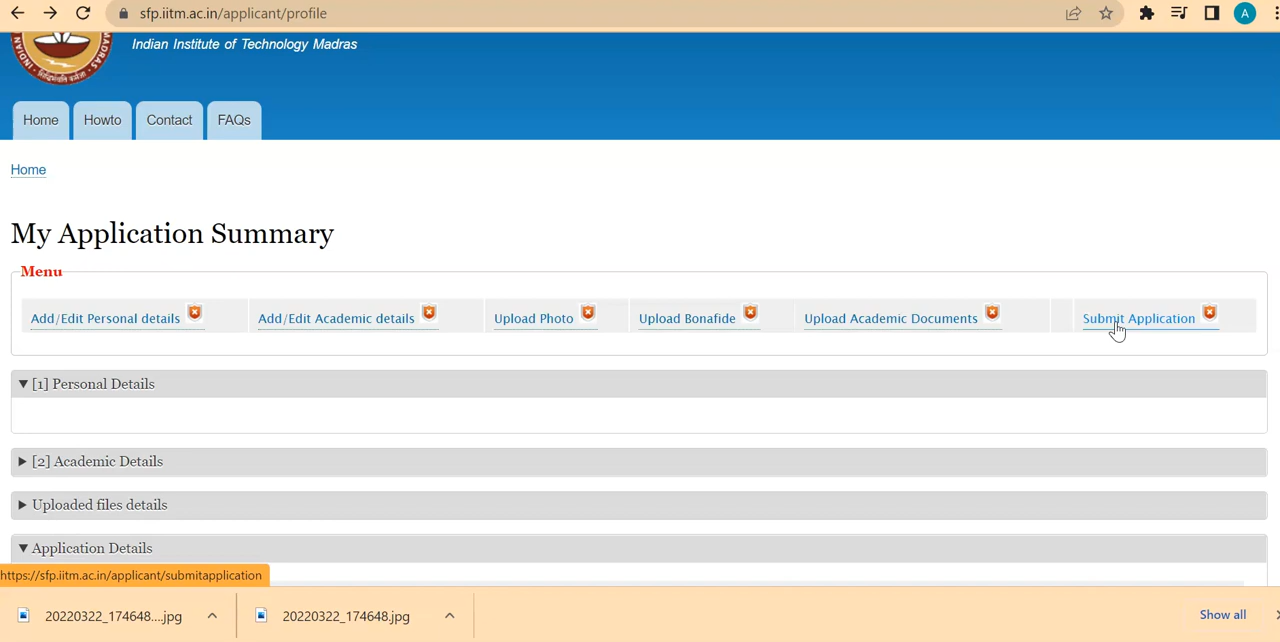 sfp.iitm.ac.in/applicant/profile
A
Indian Institute of Technology Madras
Home Howto Contact FAQs
Home
My Application Summary
Menu
Add/Edit Personal details Add/Edit Academic details Upload Photo Upload Bonafide Upload Academic Documents Submit Application
▼ [1] Personal Details
▶ [2] Academic Details
▶ Uploaded files details
▼ Application Details
https://sfp.iitm.ac.in/applicant/submitapplication
20220322_174648....jpg 20220322_174648.jpg Show all